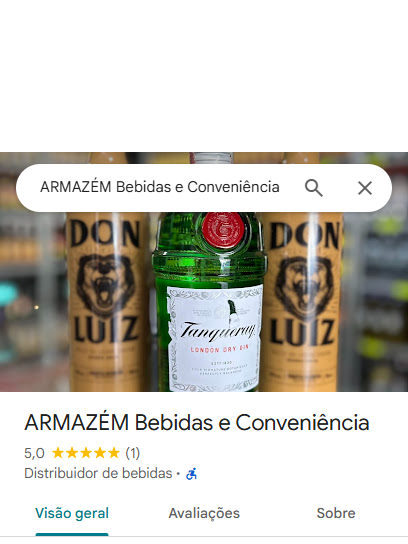 ARMAZÉM Bebidas e Conveniência
DON
LUIZ
Tanqueray
LONDON DRY GIN
DON
LUIZ
ARMAZÉM Bebidas e Conveniência
5,0 ★★★★★ (1)
Distribuidor de bebidas ·
Visão geral Avaliações Sobre